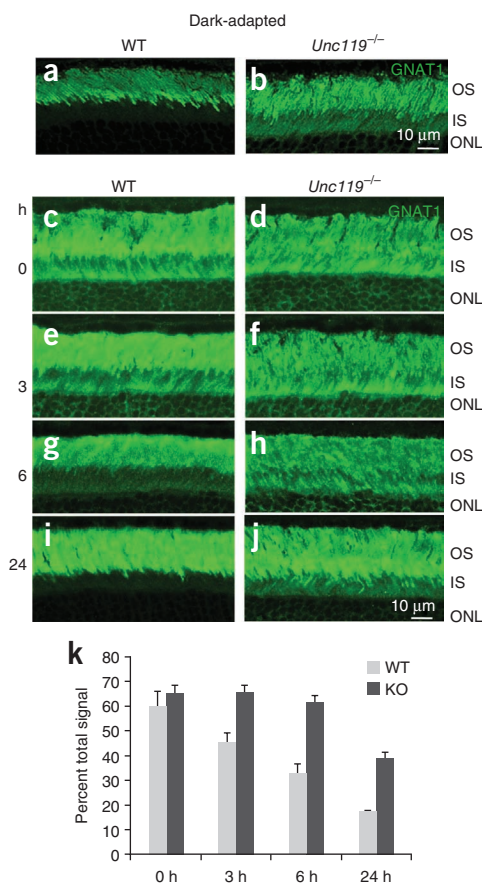 Dark-adapted
WT
Unc119–/–
a
b
GNAT1
OS
IS
ONL
10 μm
WT
Unc119–/–
h
c
d
GNAT1
OS
IS
ONL
0
e
f
OS
IS
ONL
3
g
h
OS
IS
ONL
6
i
j
OS
IS
ONL
24
10 μm
k
Percent total signal
80
70
60
50
40
30
20
10
0
WT
KO
0 h
3 h
6 h
24 h